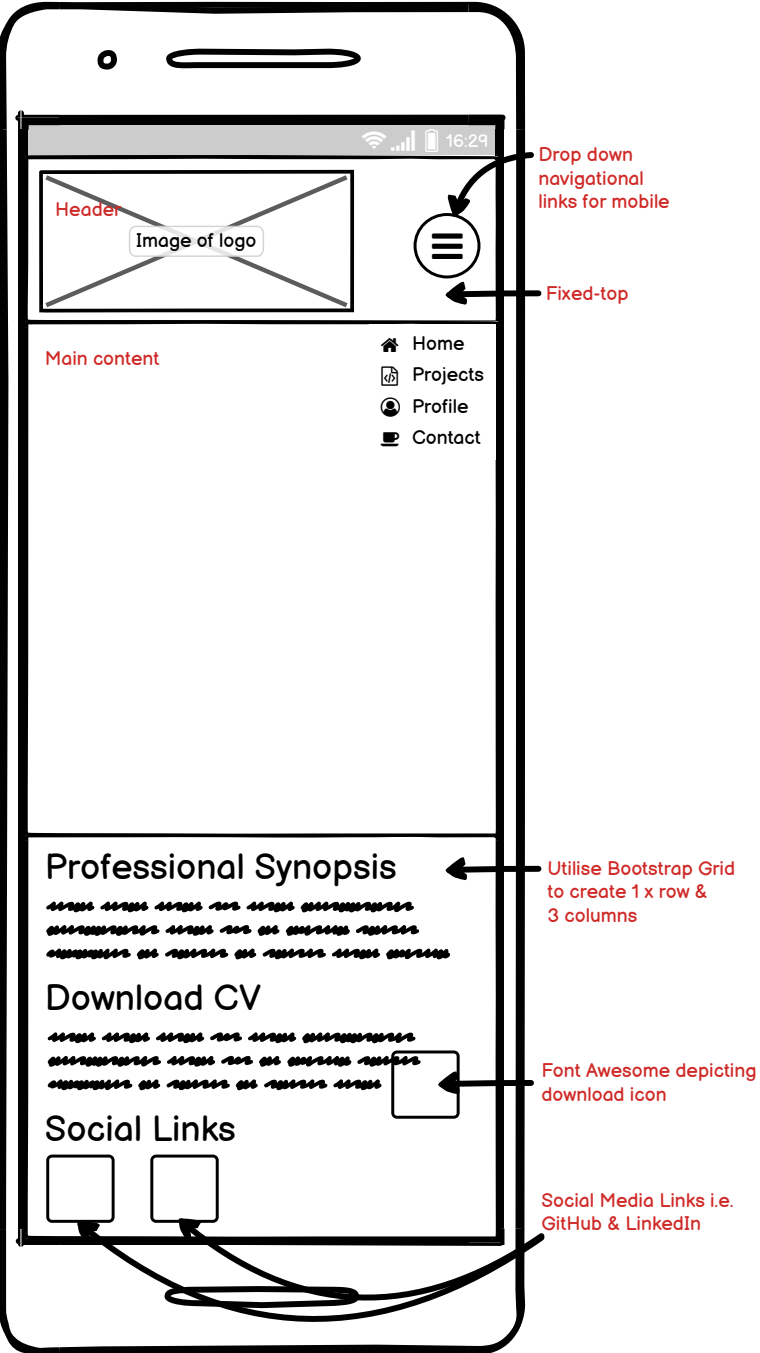 16:29
Drop down
navigational
links for mobile
Header
Image of logo
Fixed-top
Main content
Home
Projects
Profile
Contact
Professional Synopsis
Utilise Bootstrap Grid
to create 1 x row &
3 columns
Download CV
Font Awesome depicting
download icon
Social Links
Social Media Links i.e.
GitHub & LinkedIn